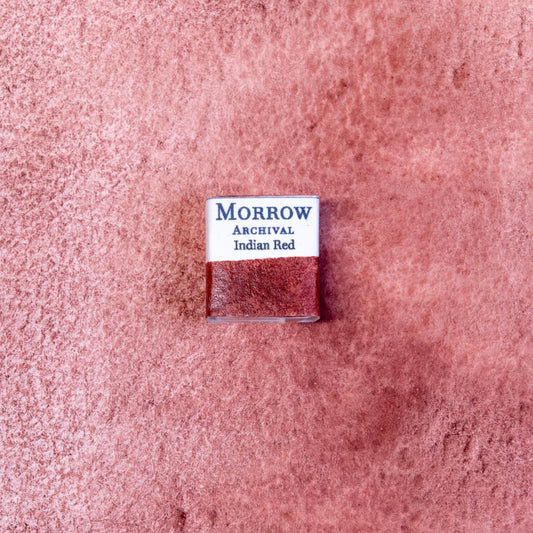 MORROW
ARCHIVAL
Indian Red